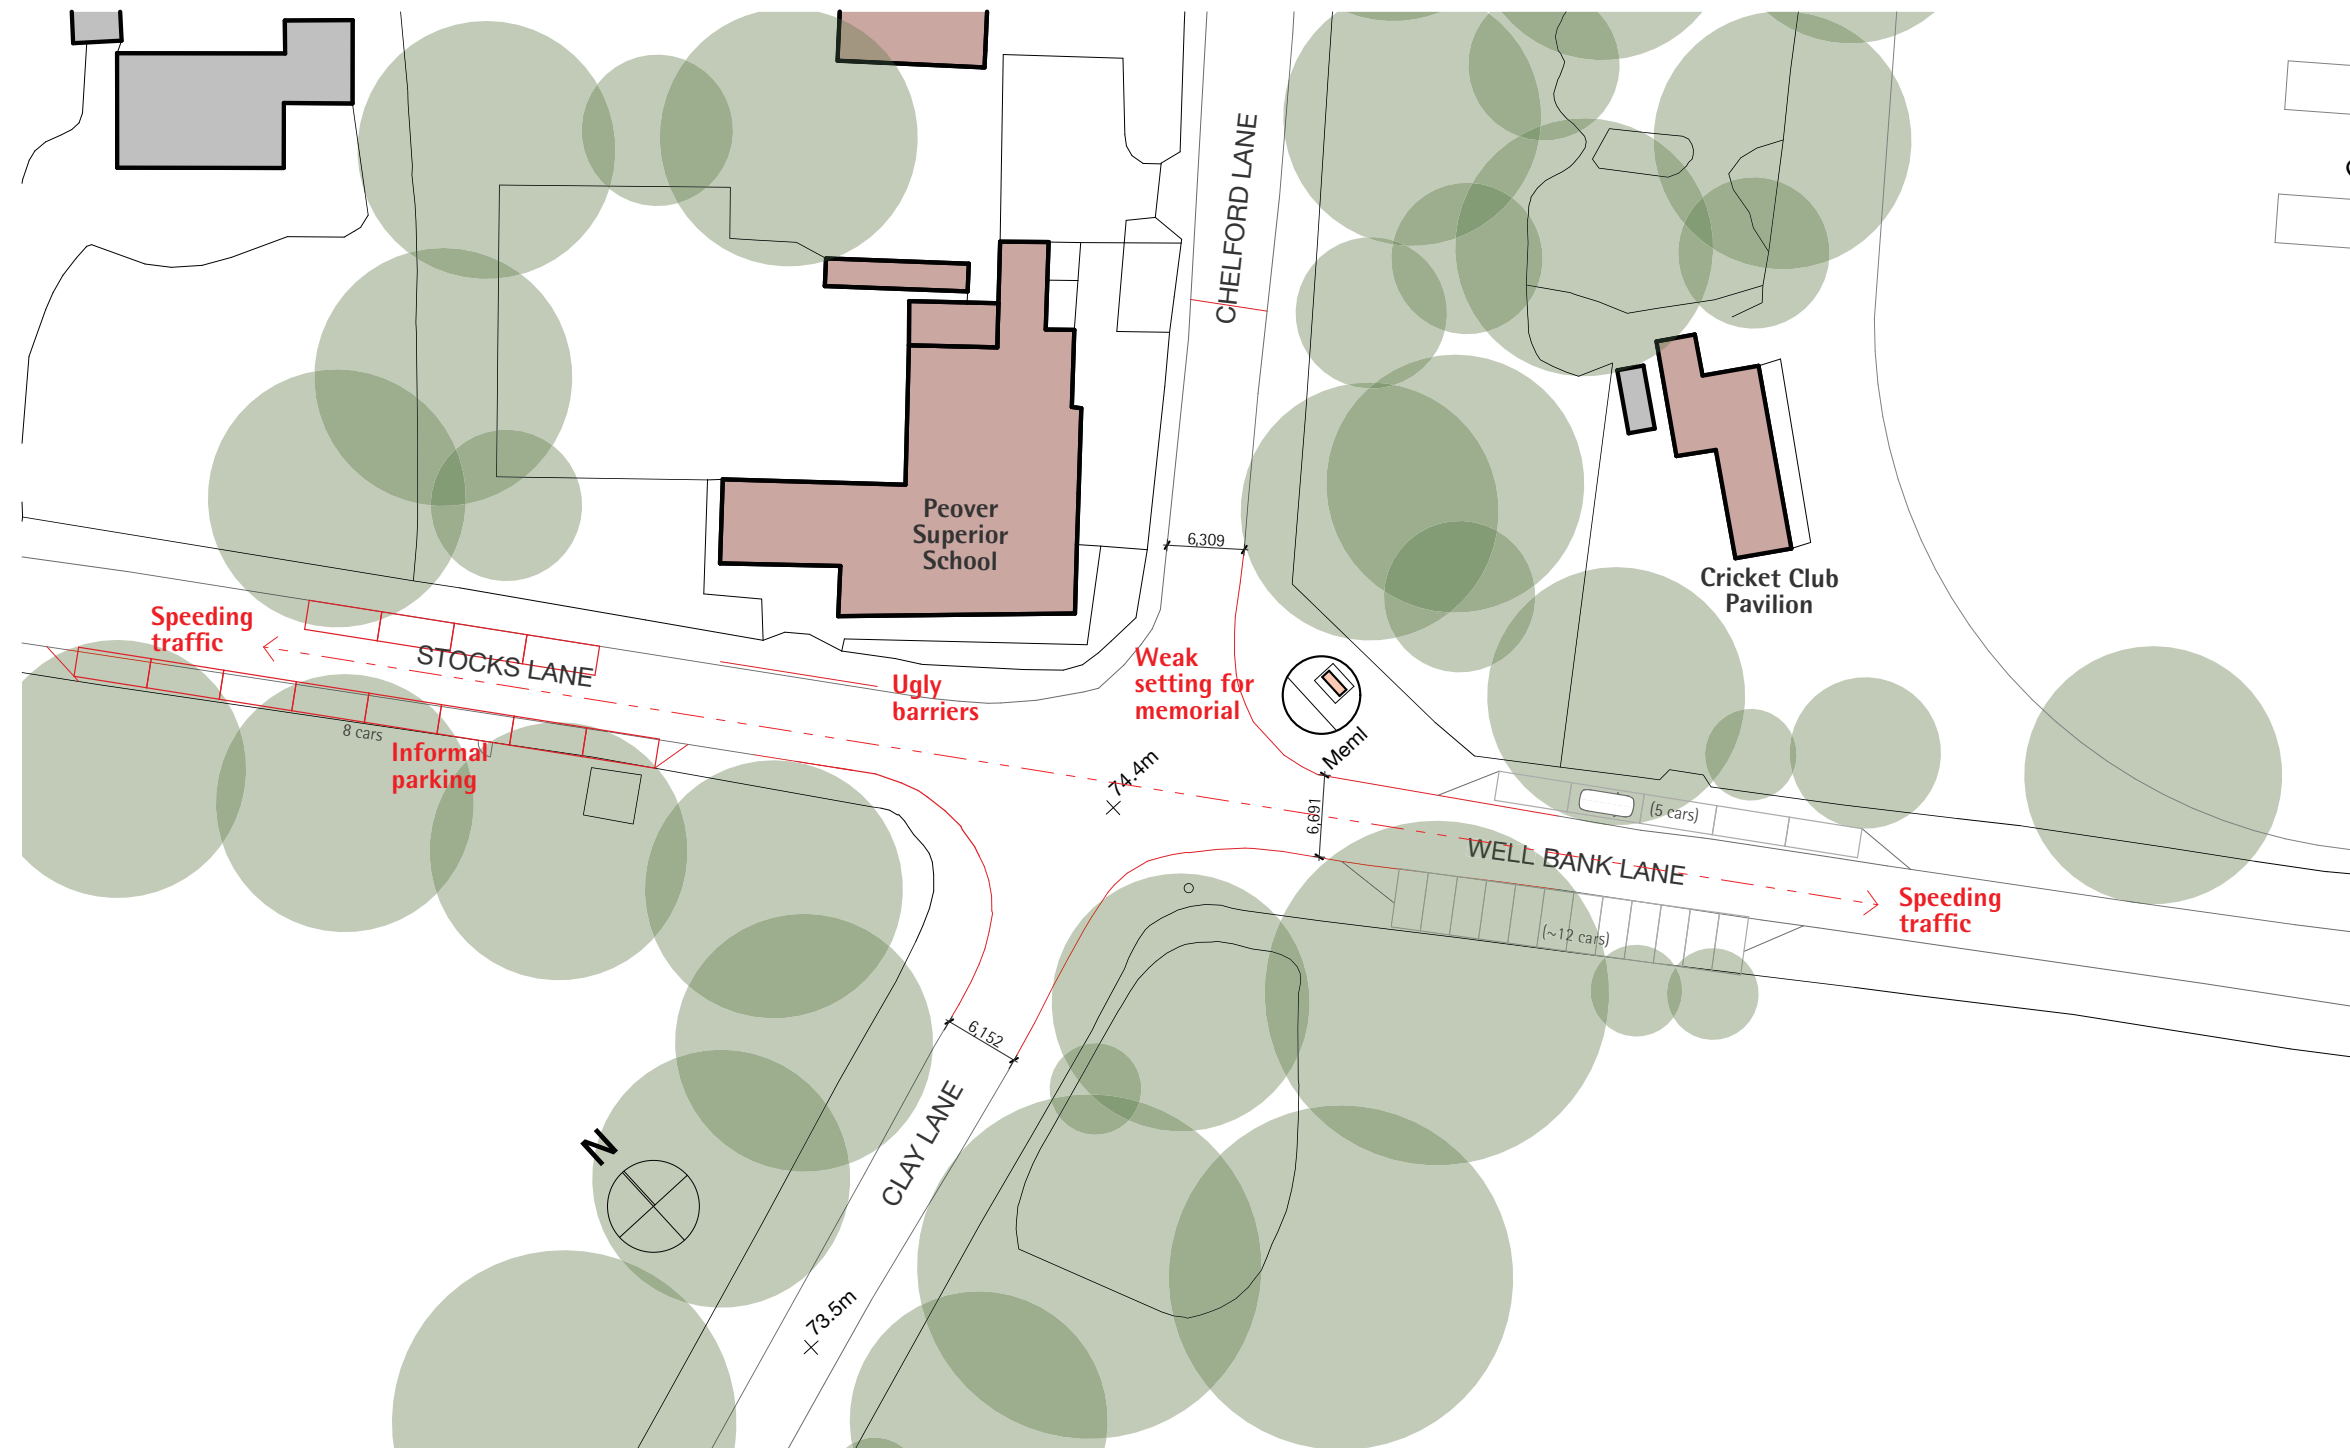 CHELFORD LANE
Peover
Superior
School
6,309
Cricket Club
Pavilion
Speeding
traffic
STOCKS LANE
Ugly
barriers
Weak
setting for
memorial
Meml
8 cars
Informal
parking
74.4m
6,691
(5 cars)
WELL BANK LANE
(~12 cars)
Speeding
traffic
6,152
CLAY LANE
N
73.5m